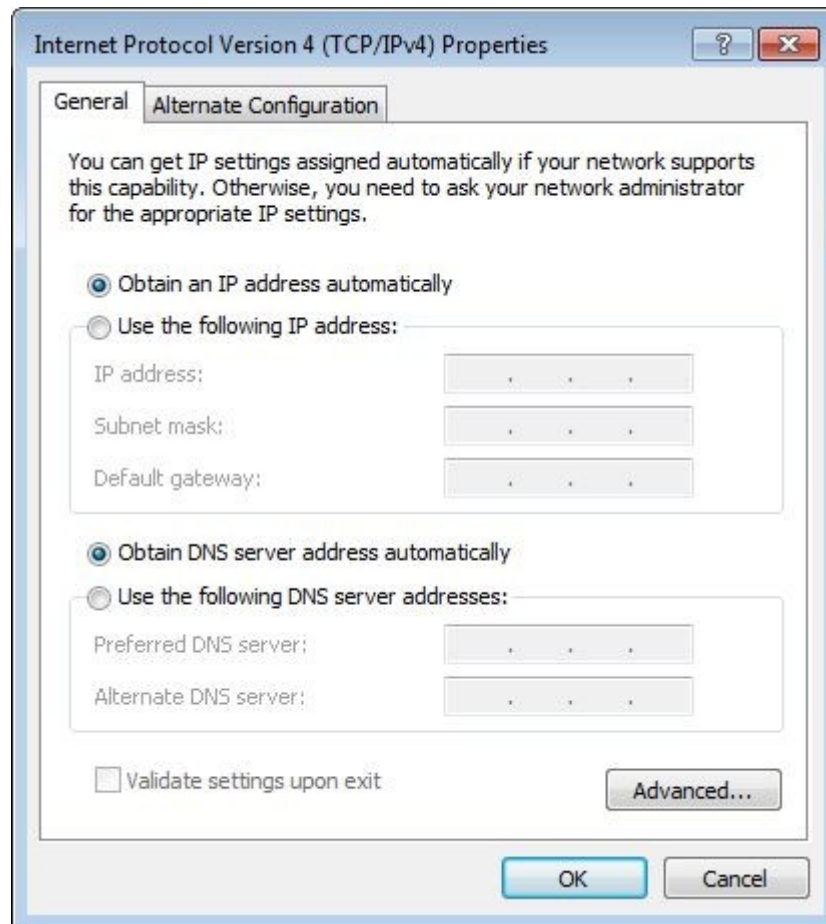 Internet Protocol Version 4 (TCP/IPv4) Properties
General
Alternate Configuration
You can get IP settings assigned automatically if your network supports
this capability. Otherwise, you need to ask your network administrator
for the appropriate IP settings.
Obtain an IP address automatically
Use the following IP address:
IP address:
Subnet mask:
Default gateway:
Obtain DNS server address automatically
Use the following DNS server addresses:
Preferred DNS server:
Alternate DNS server:
Validate settings upon exit
Advanced...
OK
Cancel